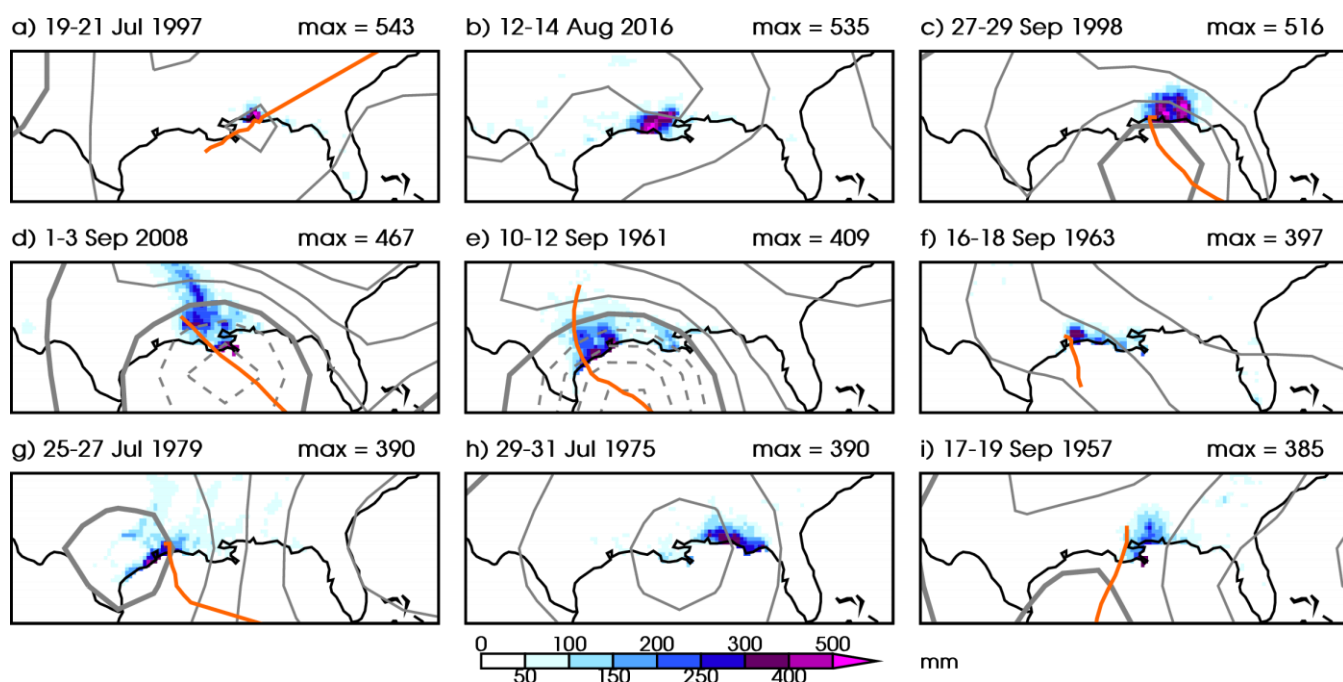 a) 19-21 Jul 1997 max = 543
b) 12-14 Aug 2016 max = 535
c) 27-29 Sep 1998 max = 516
d) 1-3 Sep 2008 max = 467
e) 10-12 Sep 1961 max = 409
f) 16-18 Sep 1963 max = 397
g) 25-27 Jul 1979 max = 390
h) 29-31 Jul 1975 max = 390
i) 17-19 Sep 1957 max = 385
0 100 200 300 500
50 150 250 400
mm